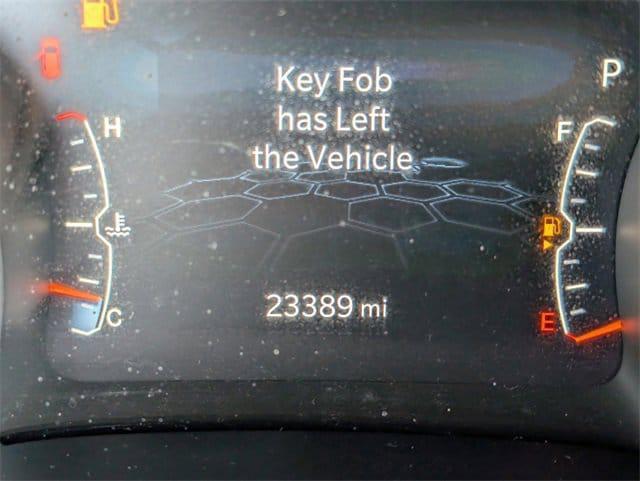 Key Fob
has Left
the Vehicle
P
H
F
C
E
23389 mi